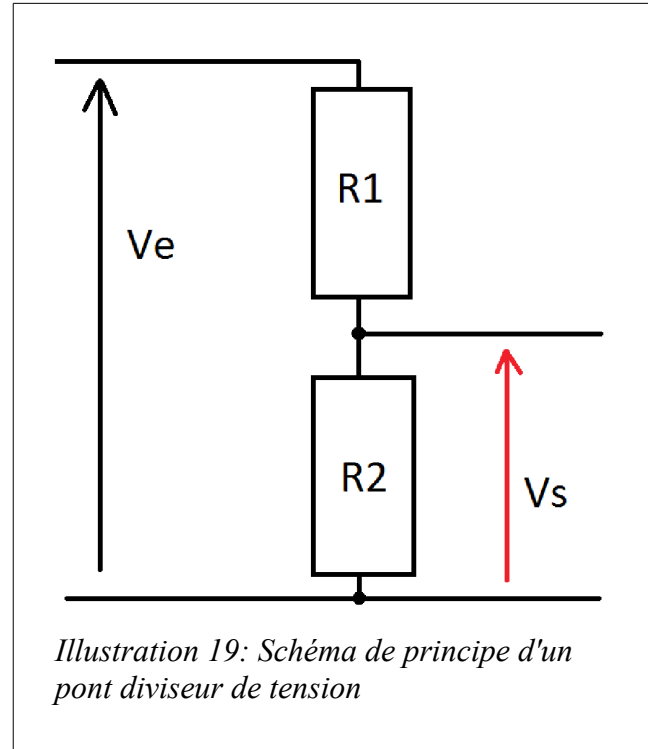 R1
Ve
R2
Vs
Illustration 19: Schéma de principe d'un
pont diviseur de tension